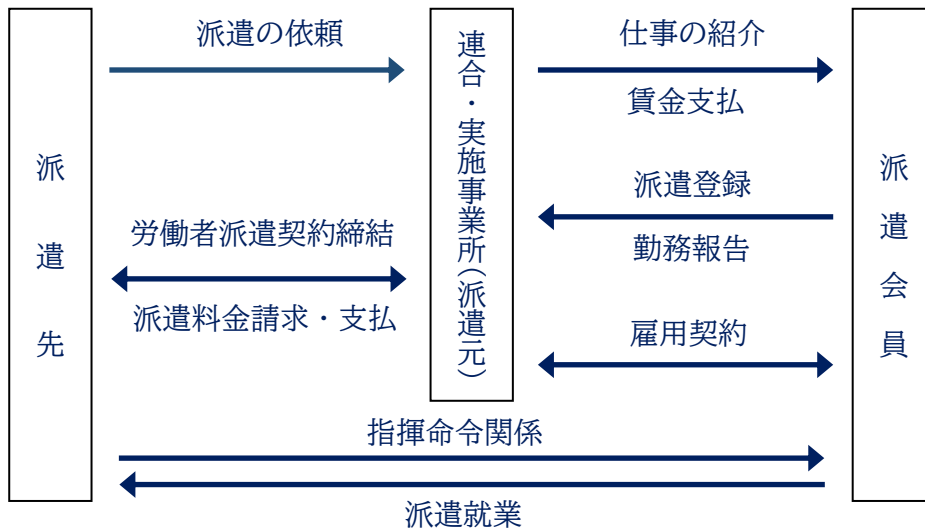 派遣先
派遣の依頼
労働者派遣契約締結
派遣料金請求・支払
連合・実施事業所(派遣元)
仕事の紹介
賃金支払
派遣登録
勤務報告
雇用契約
派遣会員
指揮命令関係
派遣就業